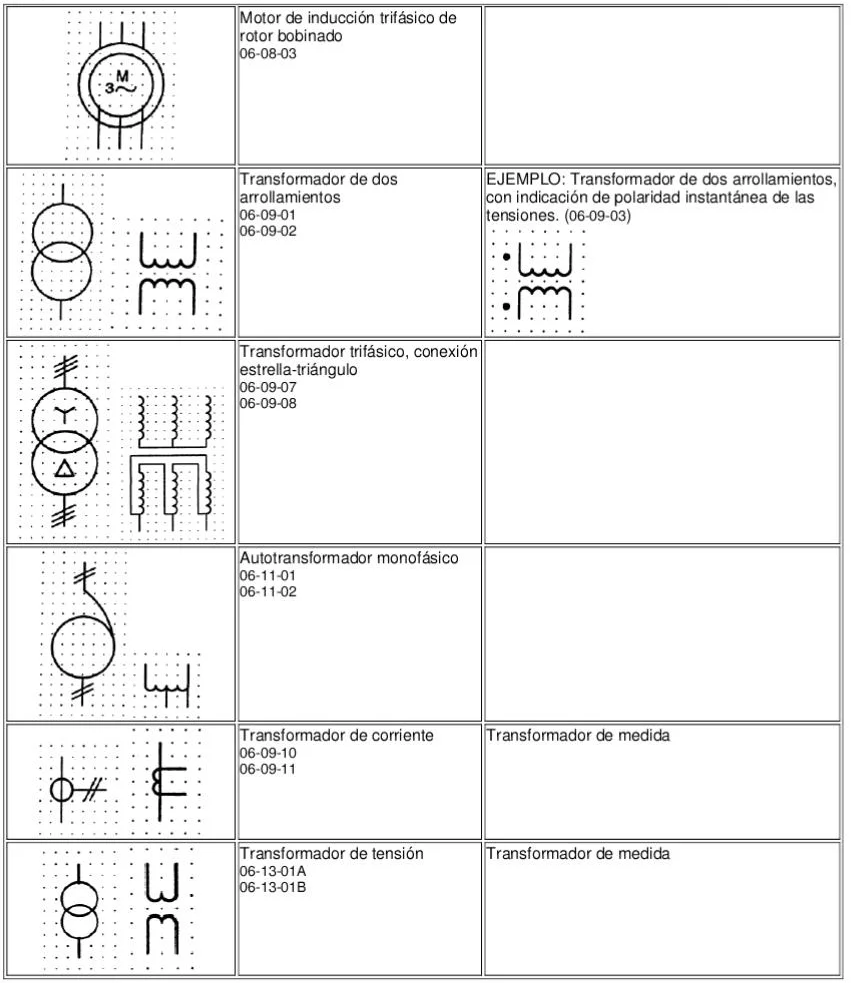 Motor de inducción trifásico de
rotor bobinado
06-08-03
M
3~
Transformador de dos
arrollamientos
06-09-01
06-09-02
EJEMPLO: Transformador de dos arrollamientos,
con indicación de polaridad instantánea de las
tensiones. (06-09-03)
Transformador trifásico, conexión
estrella-triángulo
06-09-07
06-09-08
Autotransformador monofásico
06-11-01
06-11-02
Transformador de corriente
06-09-10
06-09-11
Transformador de medida
Transformador de tensión
06-13-01A
06-13-01B
Transformador de medida